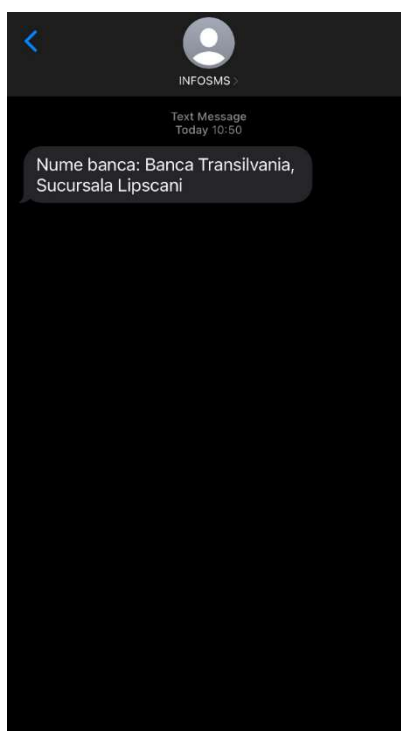 INFOSMS
Text Message
Today 10:50
Nume banca: Banca Transilvania,
Sucursala Lipscani